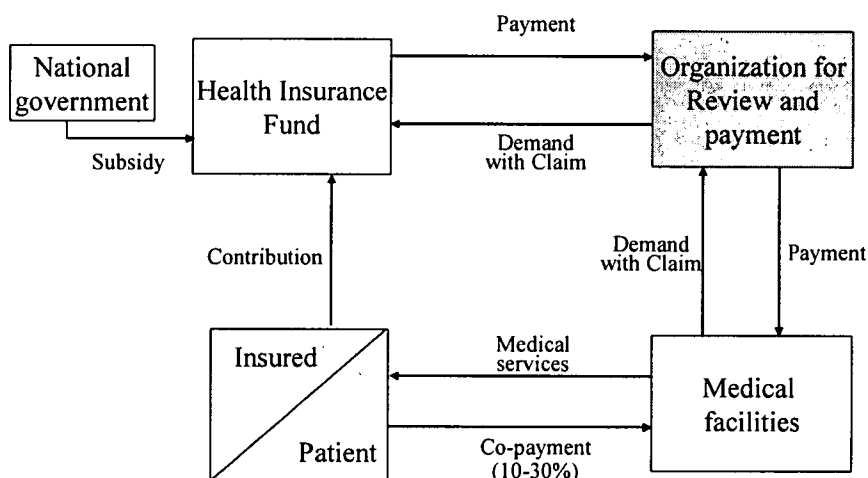 Payment
National
government
Health Insurance
Fund
Organization for
Review and
payment
Subsidy
Demand
with Claim
Contribution
Demand
with Claim
Payment
Insured
Patient
Medical
services
Medical
facilities
Co-payment
(10-30%)